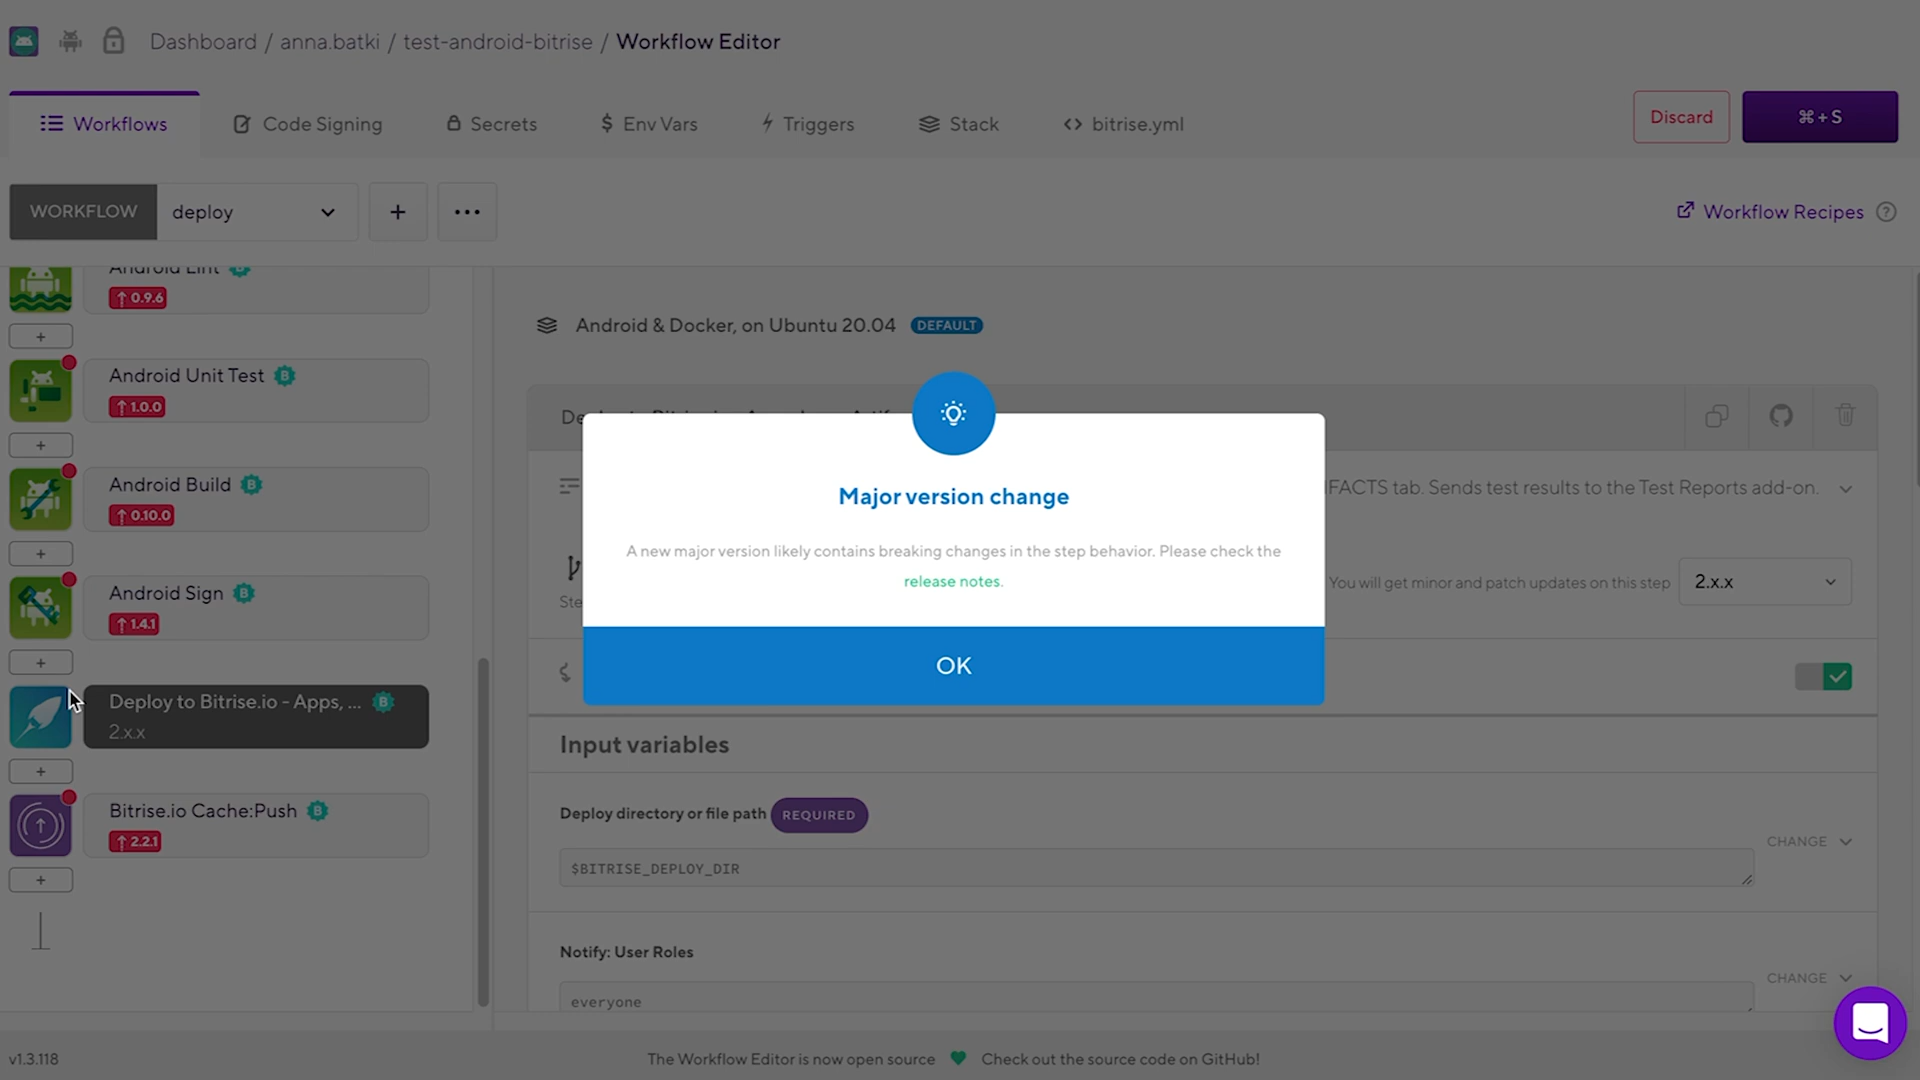 Dashboard / anna.batki / test-android-bitrise / Workflow Editor
Workflows
Code Signing
Secrets
Env Vars
Triggers
Stack
bitrise.yml
Discard
⌘+S
WORKFLOW
deploy
+
...
Workflow Recipes
Android Lint
↑ 0.9.6
+
Android Unit Test
↑ 1.0.0
+
Android Build
↑ 0.10.0
+
Android Sign
↑ 1.4.1
+
Deploy to Bitrise.io - Apps, ...
2.x.x
+
Bitrise.io Cache:Push
↑ 2.2.1
+
Android & Docker, on Ubuntu 20.04 DEFAULT
FACTS tab. Sends test results to the Test Reports add-on.
You will get minor and patch updates on this step
2.x.x
Major version change
A new major version likely contains breaking changes in the step behavior. Please check the
release notes.
OK
Input variables
Deploy directory or file path REQUIRED
$BITRISE_DEPLOY_DIR
CHANGE
Notify: User Roles
everyone
CHANGE
v1.3.118
The Workflow Editor is now open source
Check out the source code on GitHub!